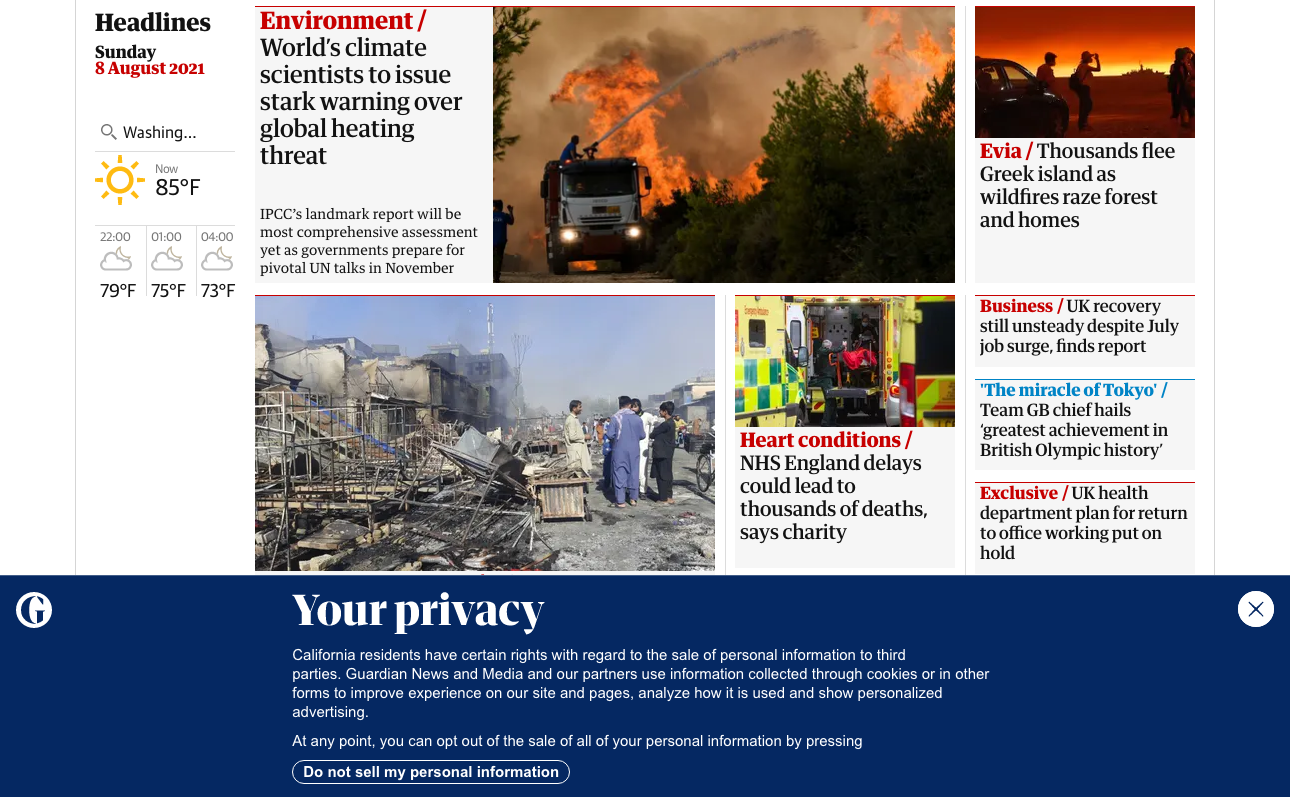 Headlines
Sunday
8 August 2021
Washing...
Now
85°F
22:00
01:00
04:00
79°F
75°F
73°F
Environment /
World's climate
scientists to issue
stark warning over
global heating
threat
IPCC's landmark report will be
most comprehensive assessment
yet as governments prepare for
pivotal UN talks in November
Evia / Thousands flee
Greek island as
wildfires raze forest
and homes
Heart conditions /
NHS England delays
could lead to
thousands of deaths,
says charity
Business / UK recovery
still unsteady despite July
job surge, finds report
'The miracle of Tokyo' /
Team GB chief hails
‘greatest achievement in
British Olympic history’
Exclusive / UK health
department plan for return
to office working put on
hold
G
Your privacy
California residents have certain rights with regard to the sale of personal information to third
parties. Guardian News and Media and our partners use information collected through cookies or in other
forms to improve experience on our site and pages, analyze how it is used and show personalized
advertising.
At any point, you can opt out of the sale of all of your personal information by pressing
Do not sell my personal information